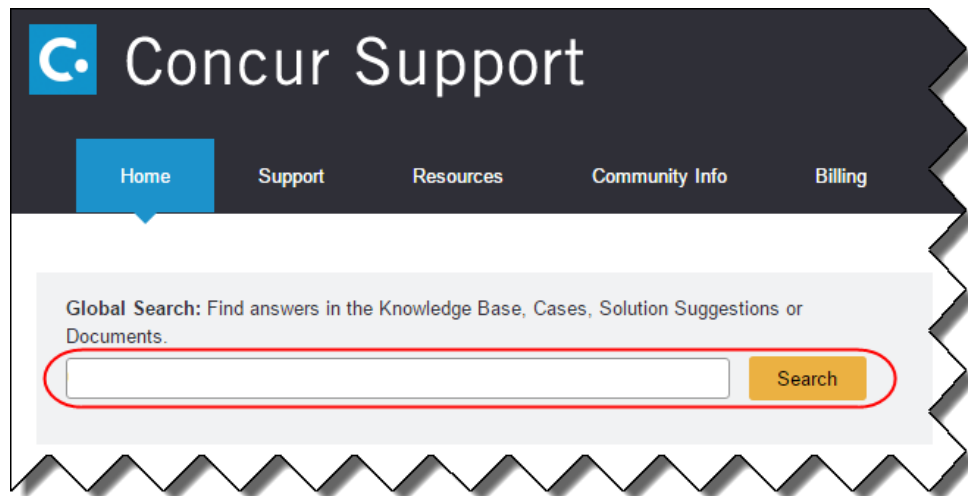 C. Concur Support
Home Support Resources Community Info Billing
Global Search: Find answers in the Knowledge Base, Cases, Solution Suggestions or
Documents.
Search